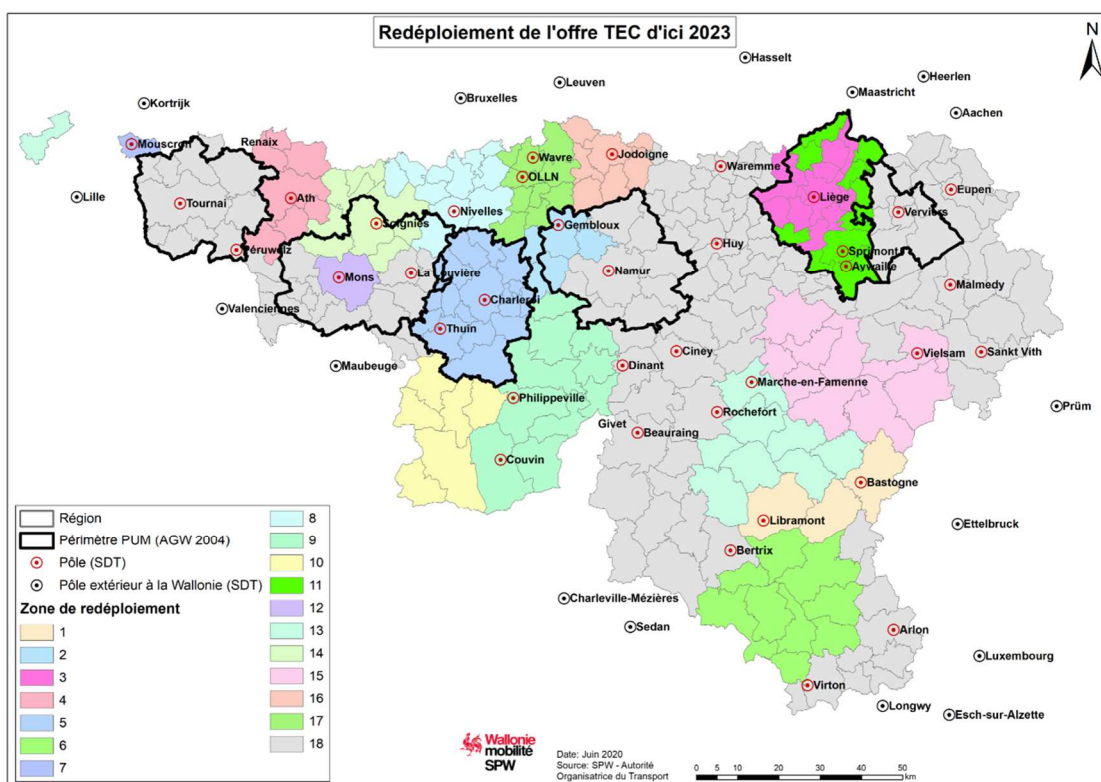 Redéploiement de l'offre TEC d'ici 2023
N
Hasselt
Leuven
Heerlen
Bruxelles
Maastricht
Kortrijk
Aachen
Mouscron
Renaix
Wavre
Jodoigne
Waremme
OLLN
Eupen
Lille
Tournai
Ath
Liège
Verviers
Nivelles
Soignies
Gembloux
Péruwelz
Huy
Sprimont
Aywaille
Mons
La Louvière
Namur
Malmedy
Valenciennes
Charleroi
Thuin
Maubeuge
Dinant
Ciney
Vielsam
Sankt Vith
Marche-en-Famenne
Philippeville
Rochefort
Prüm
Givet
Beauraing
Couvin
Bastogne
Libramont
Ettelbruck
Bertrix
Charleville-Mézières
Sedan
Arlon
Luxembourg
Virton
Longwy
Esch-sur-Alzette
Région
Périmètre PUM (AGW 2004)
Pôle (SDT)
Pôle extérieur à la Wallonie (SDT)
Zone de redéploiement
1
2
3
4
5
6
7
8
9
10
11
12
13
14
15
16
17
18
Wallonie
mobilité
SPW
Date: Juin 2020
Source: SPW - Autorité
Organisatrice du Transport
0 5 10 20 30 40 50
km